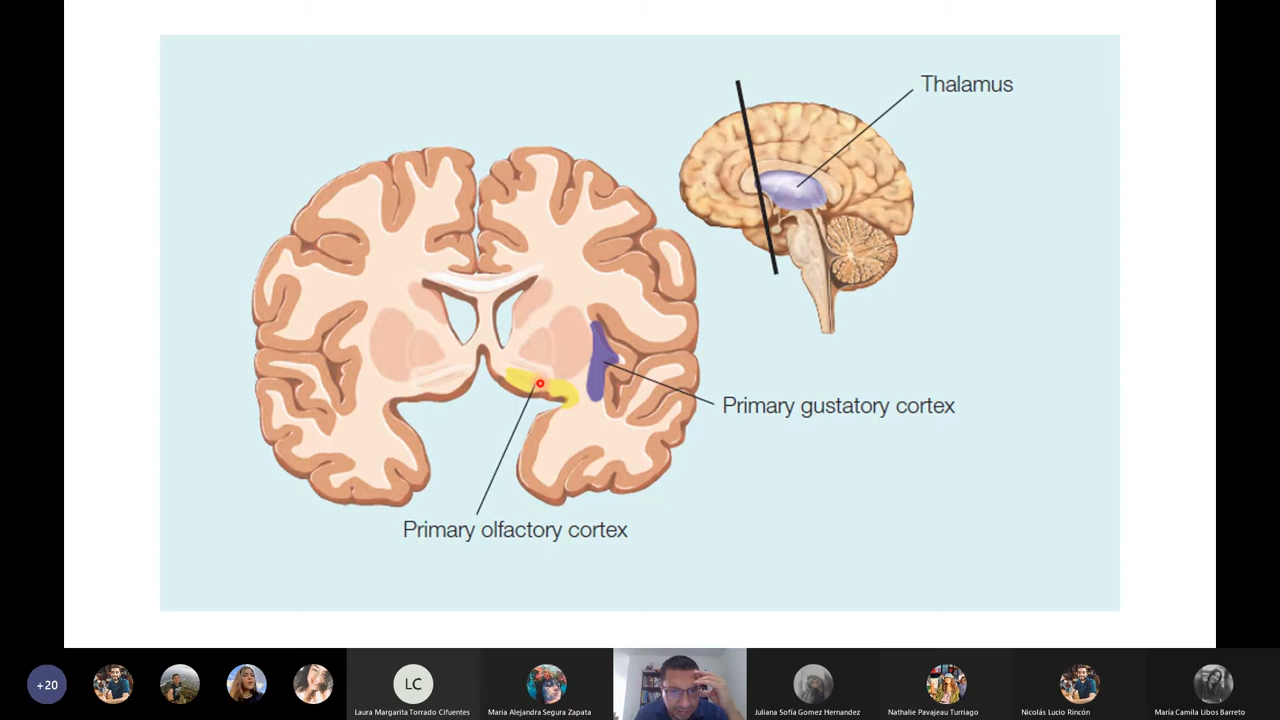 Thalamus
Primary gustatory cortex
Primary olfactory cortex
+20
LC
Laura Margarita Torrado Cifuentes
Maria Alejandra Segura Zapata
Juliana Sofía Gomez Hernandez
Nathalie Pavajeau Turriago
Nicolás Lucio Rincón
María Camila Libos Barreto